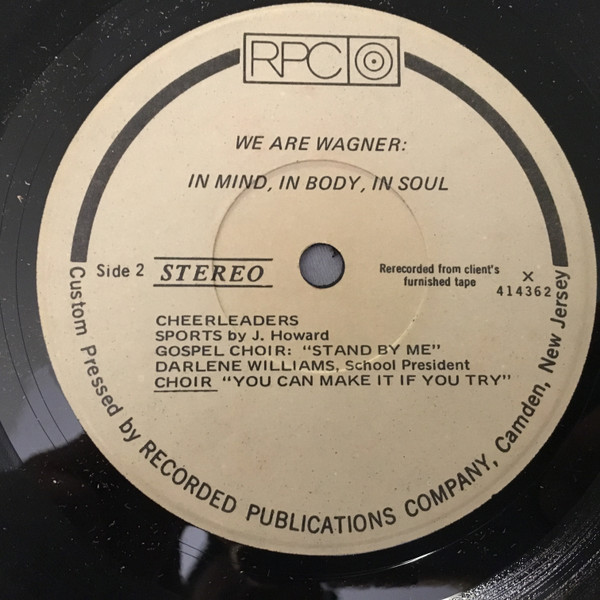 RPC
WE ARE WAGNER:
IN MIND, IN BODY, IN SOUL
Side 2 STEREO
Rerecorded from client's
furnished tape
X
414362
CHEERLEADERS
SPORTS by J. Howard
GOSPEL CHOIR: "STAND BY ME"
DARLENE WILLIAMS, School President
CHOIR "YOU CAN MAKE IT IF YOU TRY"
Custom Pressed by RECORDED PUBLICATIONS COMPANY, Camden, New Jersey